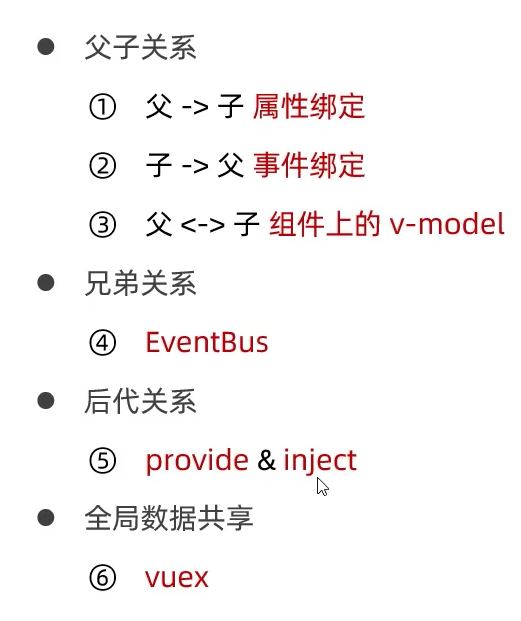 ● 父子关系
① 父 -> 子 属性绑定
② 子 -> 父 事件绑定
③ 父 <-> 子 组件上的 v-model
● 兄弟关系
④ EventBus
● 后代关系
⑤ provide & inject
● 全局数据共享
⑥ vuex